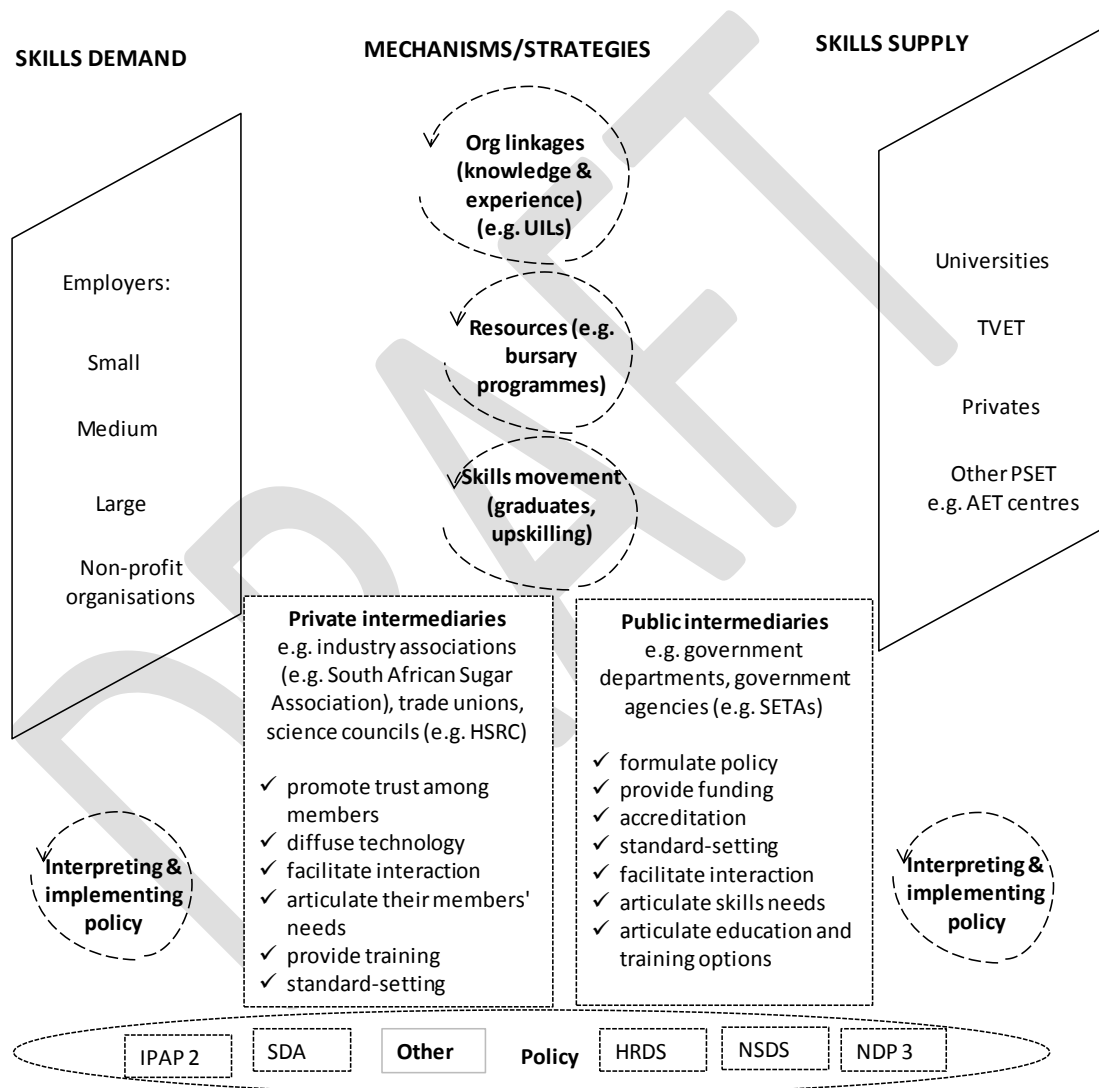 SKILLS DEMAND
MECHANISMS/STRATEGIES
SKILLS SUPPLY
Org linkages
(knowledge &
experience)
(e.g. UILs)
Resources (e.g.
bursary
programmes)
Skills movement
(graduates,
upskilling)
Employers:
Small
Medium
Large
Non-profit
organisations
Universities
TVET
Privates
Other PSET
e.g. AET centres
Private intermediaries
e.g. industry associations
(e.g. South African Sugar
Association), trade unions,
science councils (e.g. HSRC)
✓ promote trust among
members
✓ diffuse technology
✓ facilitate interaction
✓ articulate their members'
needs
✓ provide training
✓ standard-setting
Public intermediaries
e.g. government
departments, government
agencies (e.g. SETAs)
✓ formulate policy
✓ provide funding
✓ accreditation
✓ standard-setting
✓ facilitate interaction
✓ articulate skills needs
✓ articulate education and
training options
Interpreting &
implementing
policy
Interpreting &
implementing
policy
IPAP 2
SDA
Other
Policy
HRDS
NSDS
NDP 3
DRAFT